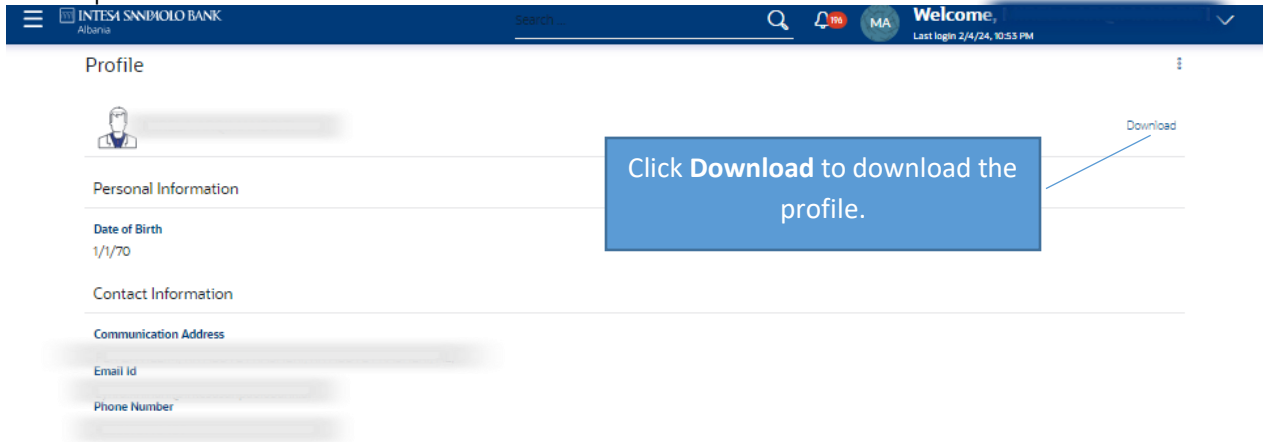 INTESA SANPAOLO BANK
Albania
Search...
196
MA
Welcome,
Last login 2/4/24, 10:53 PM
Profile
Download
Click Download to download the
profile.
Personal Information
Date of Birth
1/1/70
Contact Information
Communication Address
Email Id
Phone Number